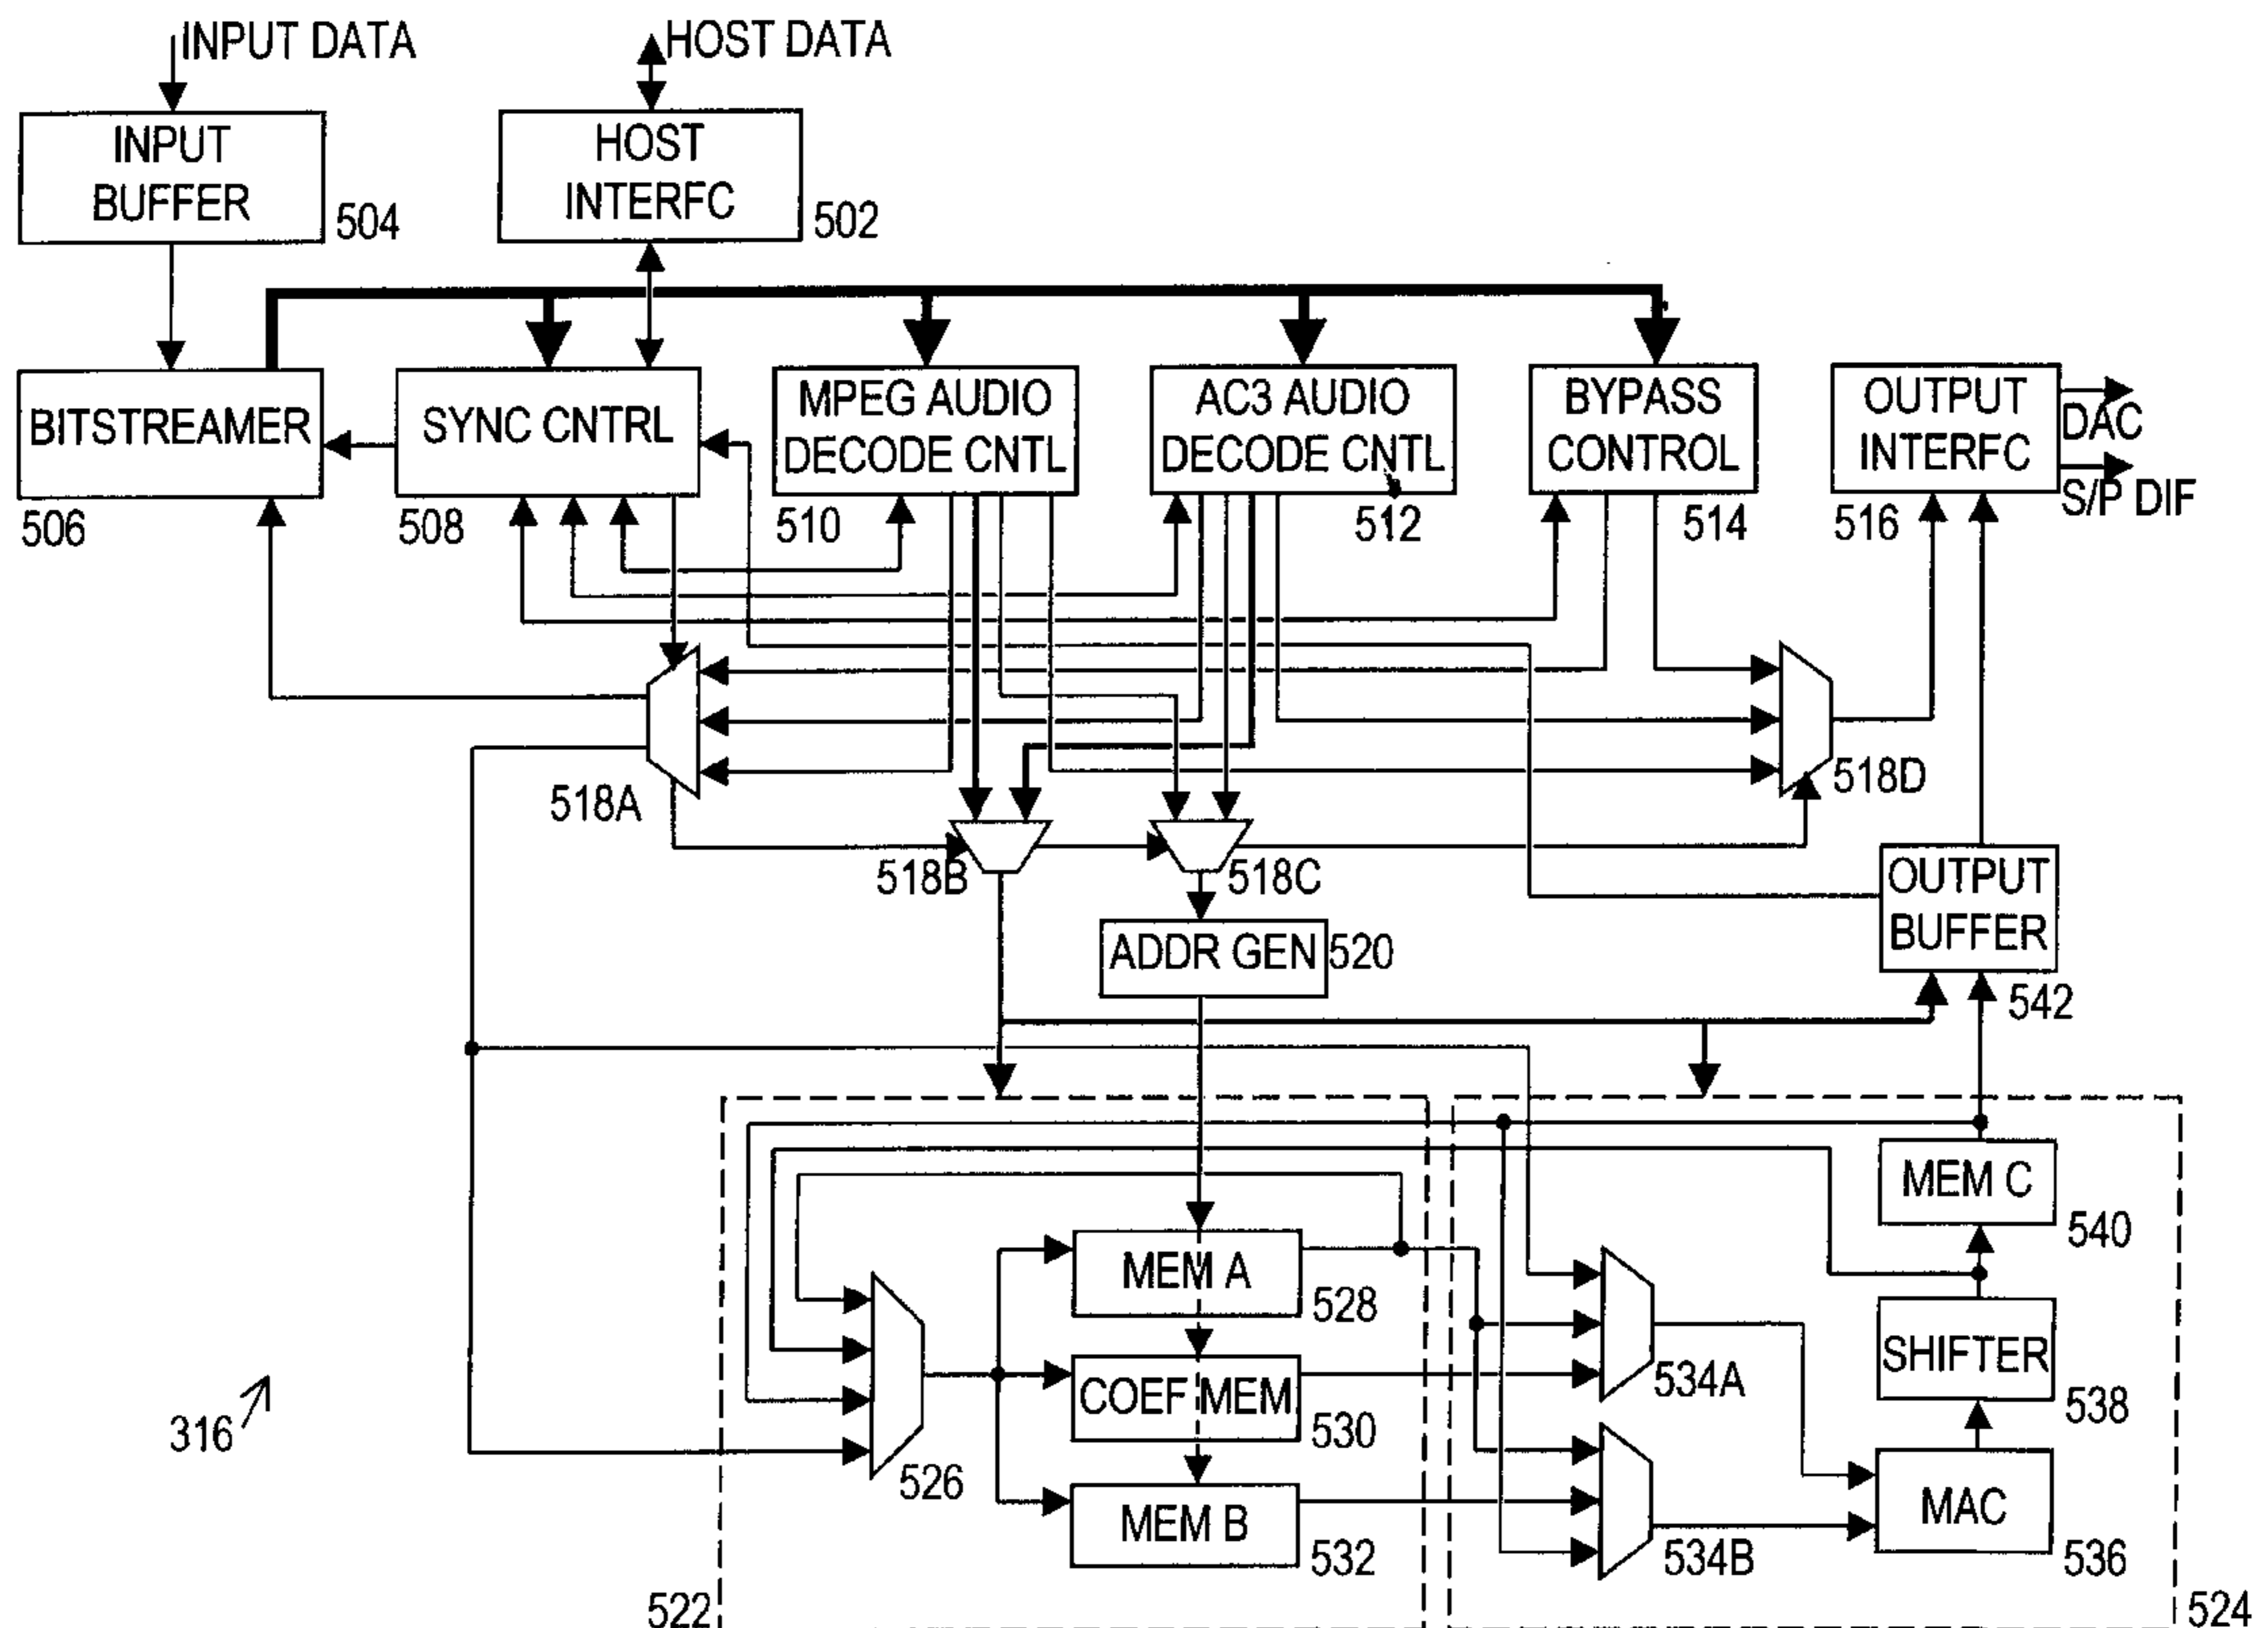 INPUT DATA
HOST DATA
INPUT
BUFFER
504
HOST
INTERFC
502
BITSTREAMER
506
SYNC CNTRL
508
MPEG AUDIO
DECODE CNTL
510
AC3 AUDIO
DECODE CNTL
512
BYPASS
CONTROL
514
OUTPUT
INTERFC
516
DAC
S/P DIF
518A
518B
518C
518D
ADDR GEN
520
OUTPUT
BUFFER
542
MEM C
540
MEM A
528
SHIFTER
538
534A
COEF MEM
530
316
526
MEM B
532
534B
MAC
536
522
524